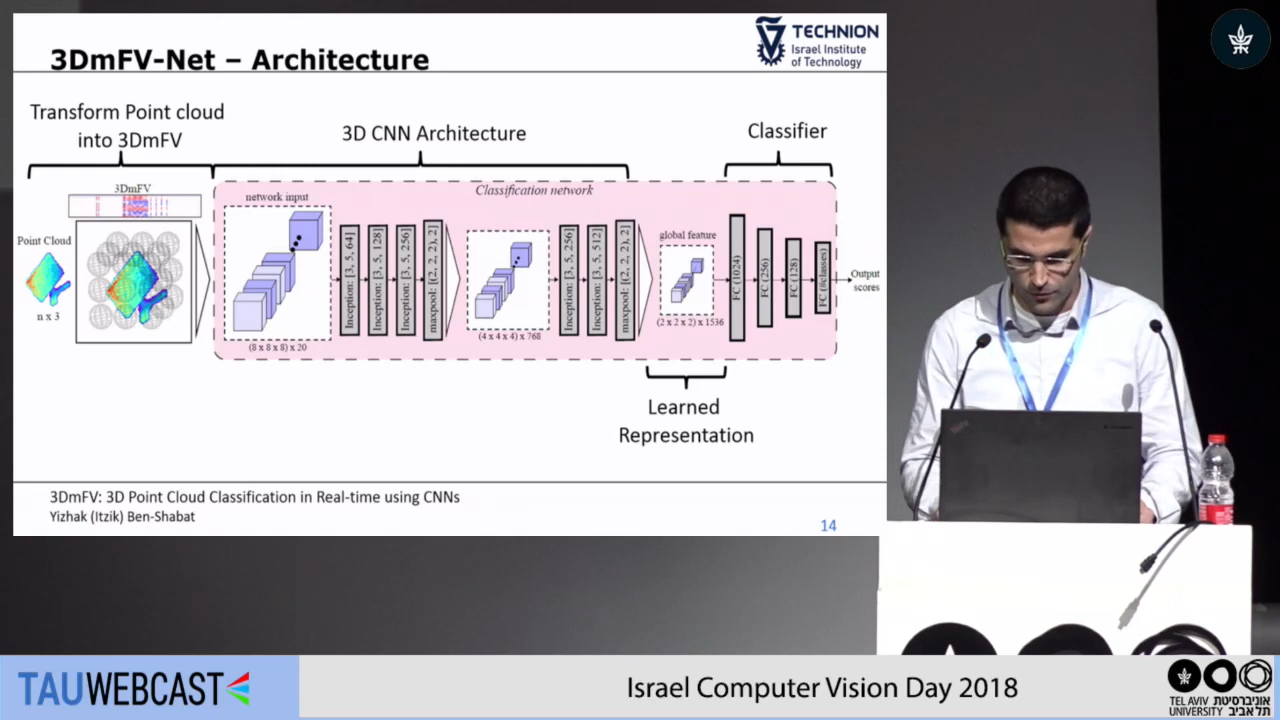 3DmFV-Net – Architecture
TECHNION
Israel Institute
of Technology
Transform Point cloud
into 3DmFV
3D CNN Architecture
Classifier
3DmFV
Point Cloud
n x 3
network input
(8 x 8 x 8) x 20
Classification network
Inception: [3, 5, 64]
Inception: [3, 5, 128]
Inception: [3, 5, 256]
maxpool: [(2, 2, 2), 2]
(4 x 4 x 4) x 768
Inception: [3, 5, 256]
Inception: [3, 5, 512]
maxpool: [(2, 2, 2), 2]
global feature
(2 x 2 x 2) x 1536
FC (1024)
FC (256)
FC (128)
FC (#classes)
Output
scores
Learned
Representation
3DmFV: 3D Point Cloud Classification in Real-time using CNNs
Yizhak (Itzik) Ben-Shabat
14
TAUWEBCAST
Israel Computer Vision Day 2018
TEL AVIV אוניברסיטת
UNIVERSITY תל אביב